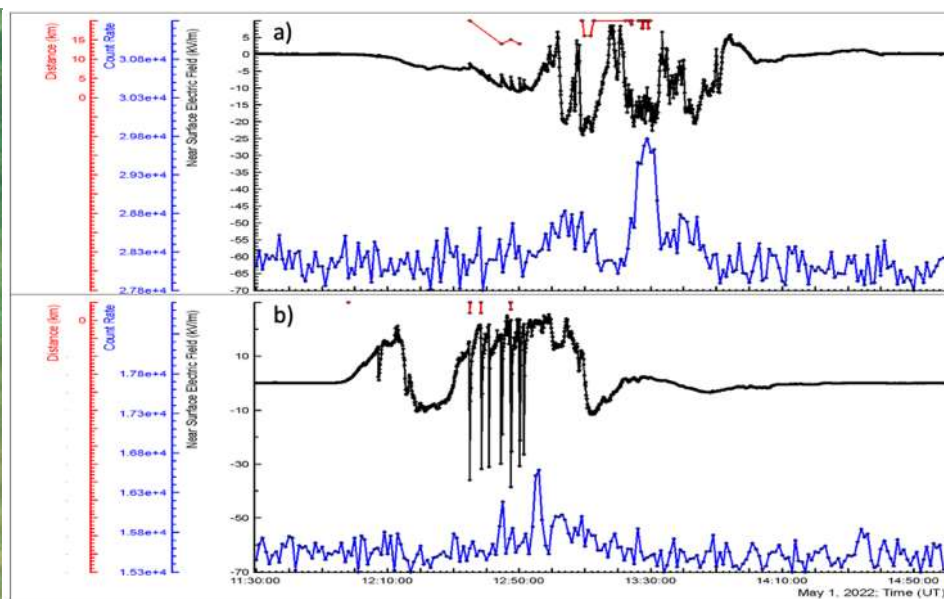 a)
Distance (km)
15
10
5
0
Count Rate
3.08e+4
3.03e+4
2.98e+4
2.93e+4
2.88e+4
2.83e+4
2.78e+4
Near Surface Electric Field (kV/m)
5
0
-5
-10
-15
-20
-25
-30
-35
-40
-45
-50
-55
-60
-65
-70
b)
Distance (km)
0
Count Rate
1.78e+4
1.73e+4
1.68e+4
1.63e+4
1.58e+4
1.53e+4
Near Surface Electric Field (kV/m)
10
-10
-30
-50
-70
11:30:00 12:10:00 12:50:00 13:30:00 14:10:00 14:50:00
May 1, 2022; Time (UT)